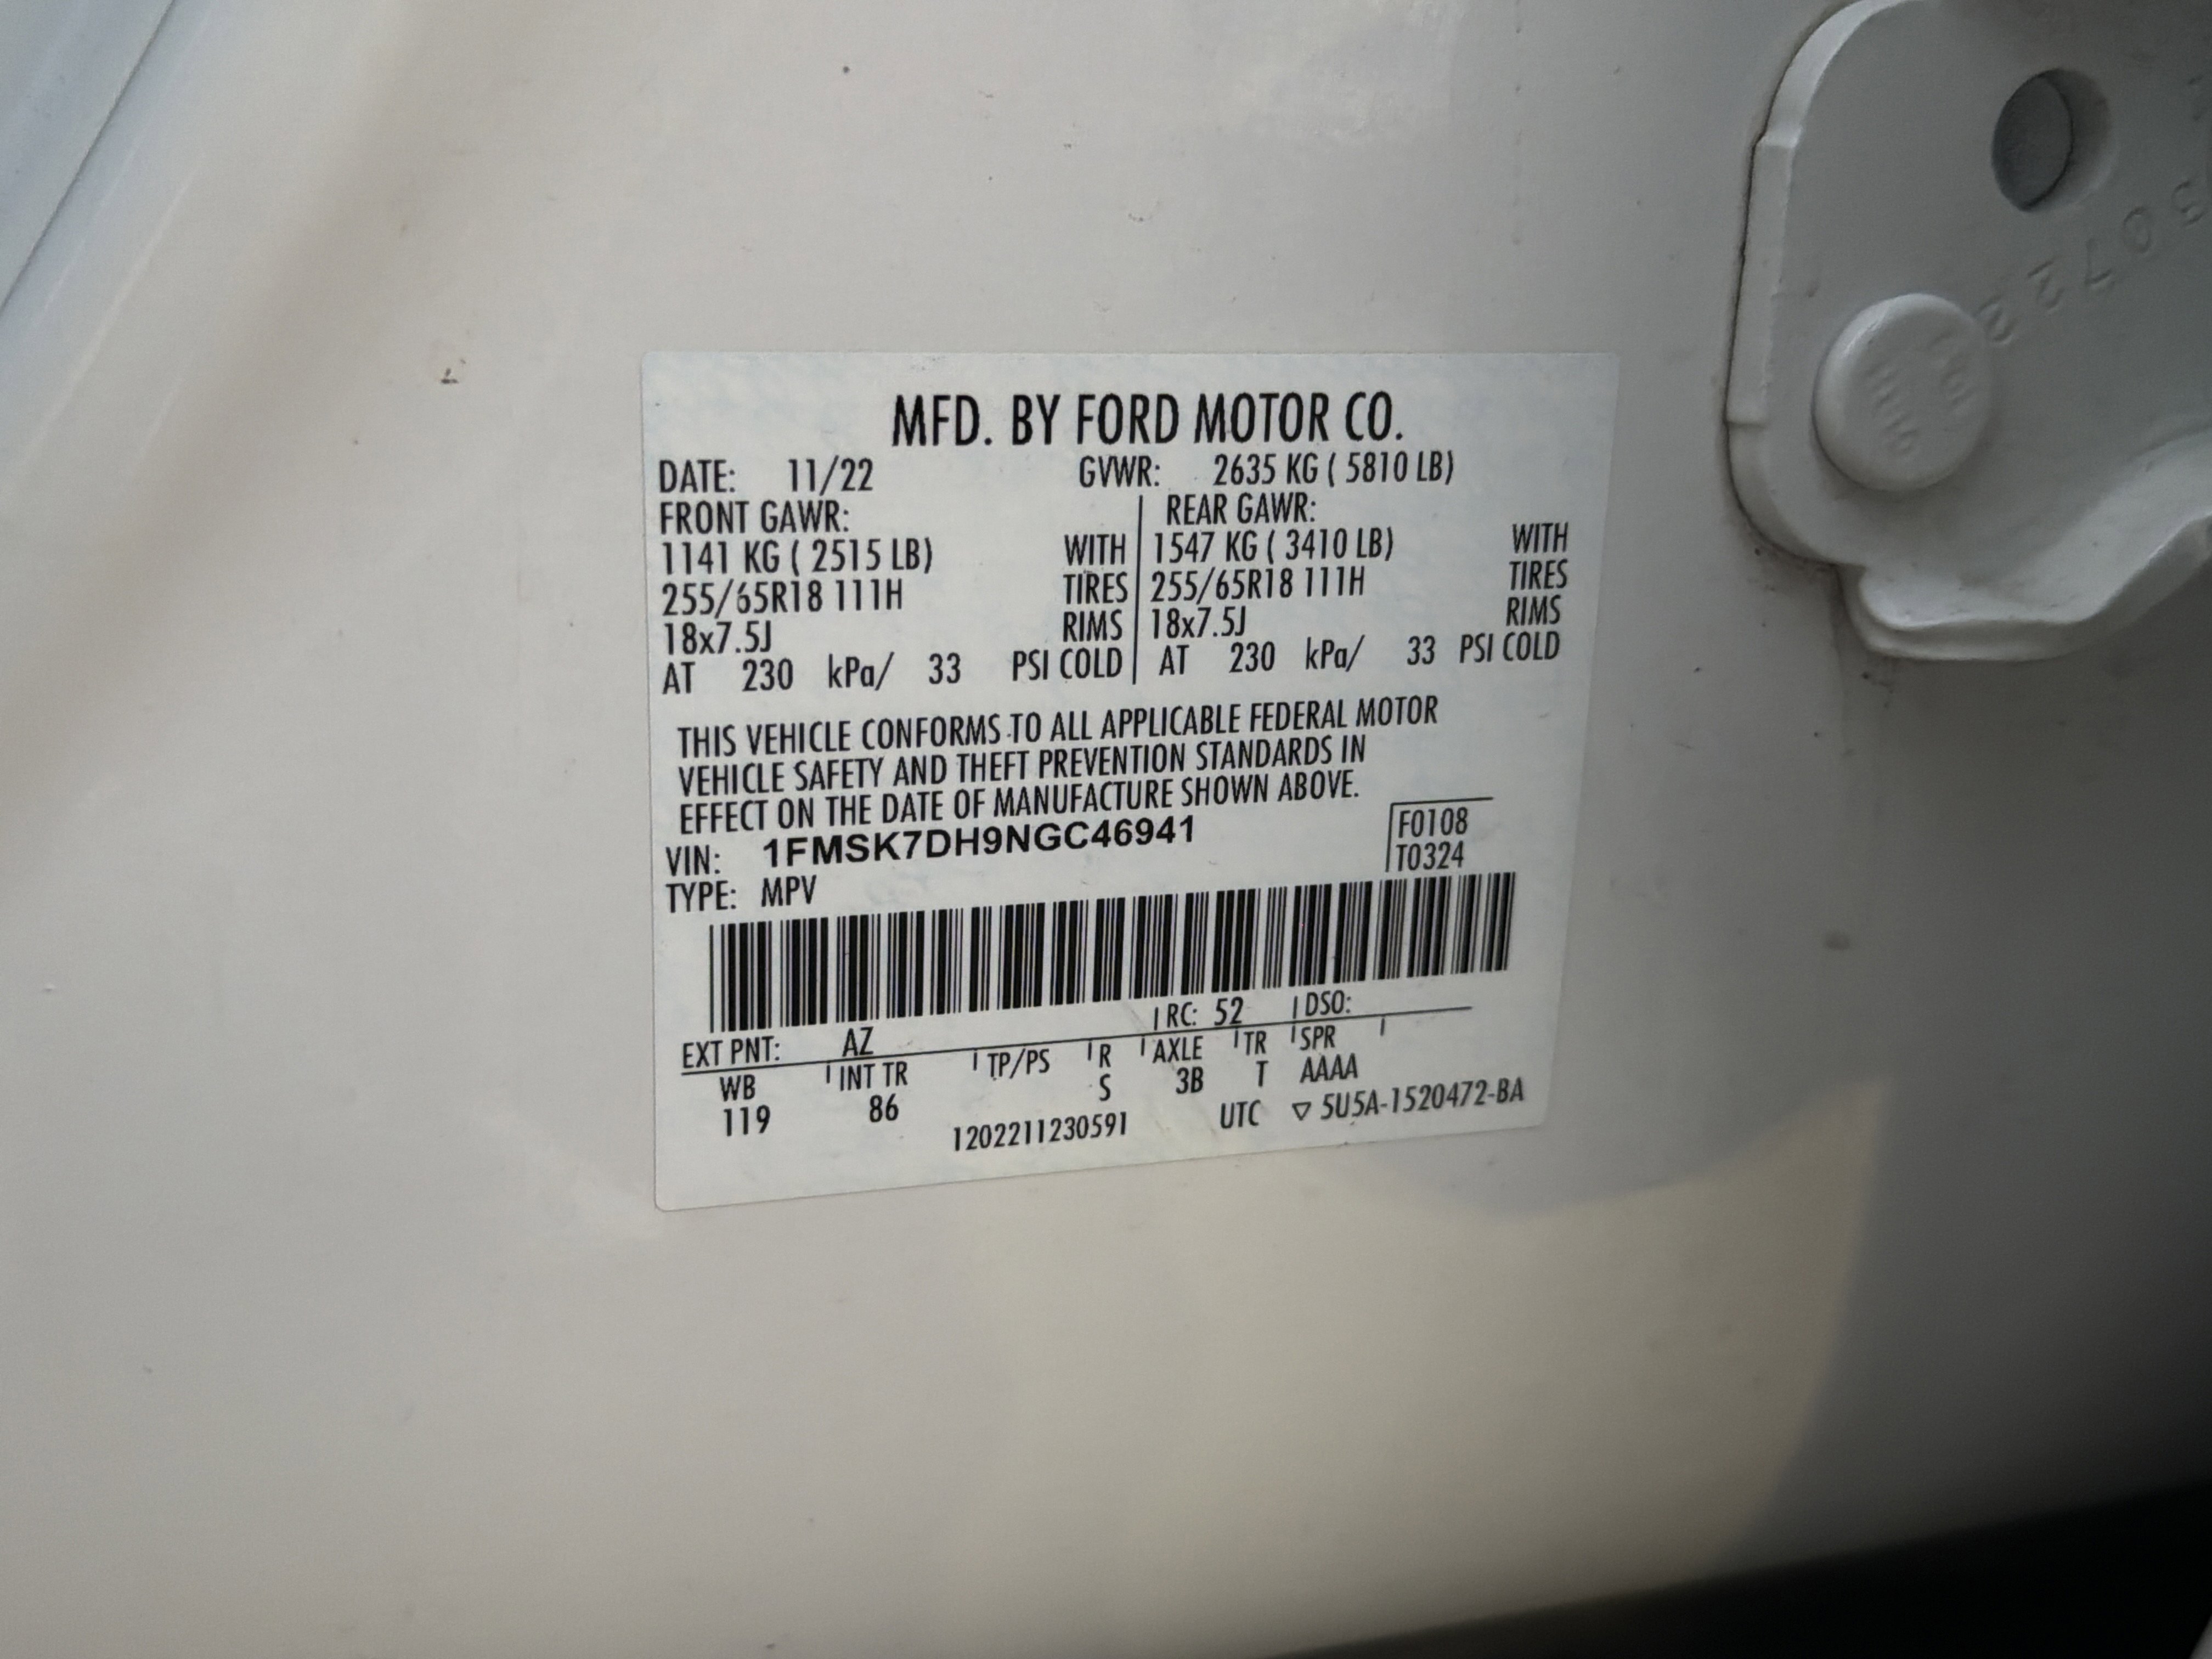 MFD. BY FORD MOTOR CO.
DATE: 11/22 GVWR: 2635 KG ( 5810 LB)
FRONT GAWR: REAR GAWR:
1141 KG ( 2515 LB) WITH 1547 KG ( 3410 LB) WITH
255/65R18 111H TIRES 255/65R18 111H TIRES
18x7.5J RIMS 18x7.5J RIMS
AT 230 kPa/ 33 PSI COLD AT 230 kPa/ 33 PSI COLD
THIS VEHICLE CONFORMS TO ALL APPLICABLE FEDERAL MOTOR
VEHICLE SAFETY AND THEFT PREVENTION STANDARDS IN
EFFECT ON THE DATE OF MANUFACTURE SHOWN ABOVE.
VIN: 1FMSK7DH9NGC46941 F0108
TYPE: MPV T0324
EXT PNT: AZ RC: 52 DSO:
WB INT TR TP/PS R AXLE TR SPR
119 86 S 3B T AAAA
1202211230591 UTC ▽ 5U5A-1520472-BA